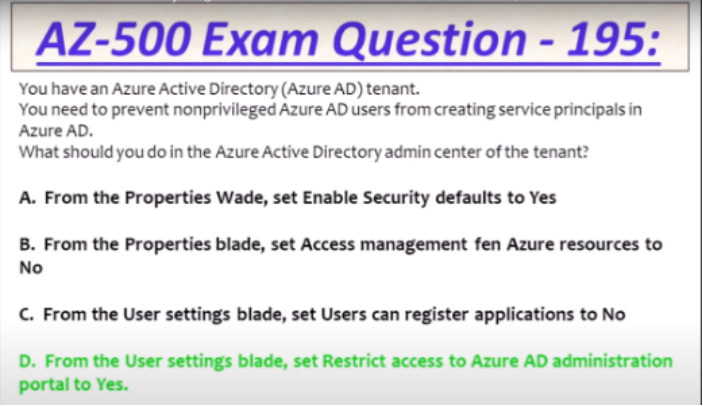 AZ-500 Exam Question - 195:
You have an Azure Active Directory (Azure AD) tenant.
You need to prevent nonprivileged Azure AD users from creating service principals in
Azure AD.
What should you do in the Azure Active Directory admin center of the tenant?
A. From the Properties Wade, set Enable Security defaults to Yes
B. From the Properties blade, set Access management fen Azure resources to
No
C. From the User settings blade, set Users can register applications to No
D. From the User settings blade, set Restrict access to Azure AD administration
portal to Yes.